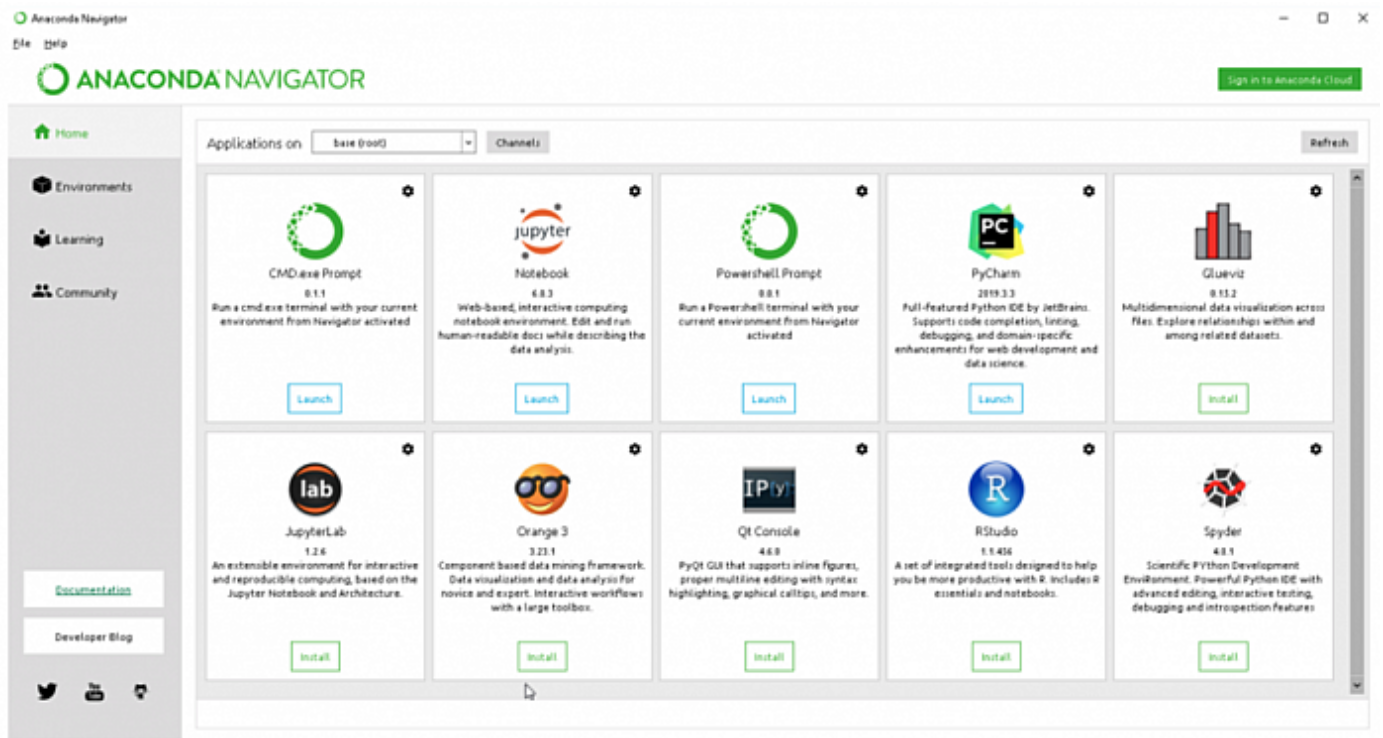 Anaconda Navigator
File Help
ANACONDA NAVIGATOR
Sign in to Anaconda Cloud
Home
Environments
Learning
Community
Documentation
Developer Blog
Applications on base (root) Channels
Refresh
CMD.exe Prompt
0.1.1
Run a cmd.exe terminal with your current
environment from Navigator activated
Launch
jupyter
Notebook
6.0.3
Web-based, interactive computing
notebook environment. Edit and run
human-readable docs while describing the
data analysis.
Launch
Powershell Prompt
0.0.1
Run a Powershell terminal with your
current environment from Navigator
activated
Launch
PC
PyCharm
2019.3.3
Full-featured Python IDE by JetBrains.
Supports code completion, linting,
debugging, and domain-specific
enhancements for web development and
data science.
Launch
Glueviz
0.15.2
Multidimensional data visualization across
files. Explore relationships within and
among related datasets.
Install
lab
JupyterLab
1.2.6
An extensible environment for interactive
and reproducible computing, based on the
Jupyter Notebook and Architecture.
Install
Orange 3
3.23.1
Component based data mining framework.
Data visualization and data analysis for
novice and expert. Interactive workflows
with a large toolbox.
Install
IP[y]:
Qt Console
4.6.0
PyQt GUI that supports inline figures,
proper multiline editing with syntax
highlighting, graphical calltips, and more.
Install
R
RStudio
1.1.456
A set of integrated tools designed to help
you be more productive with R. Includes R
essentials and notebooks.
Install
Spyder
4.0.1
Scientific PYthon Development
EnviRonment. Powerful Python IDE with
advanced editing, interactive testing,
debugging and introspection features
Install